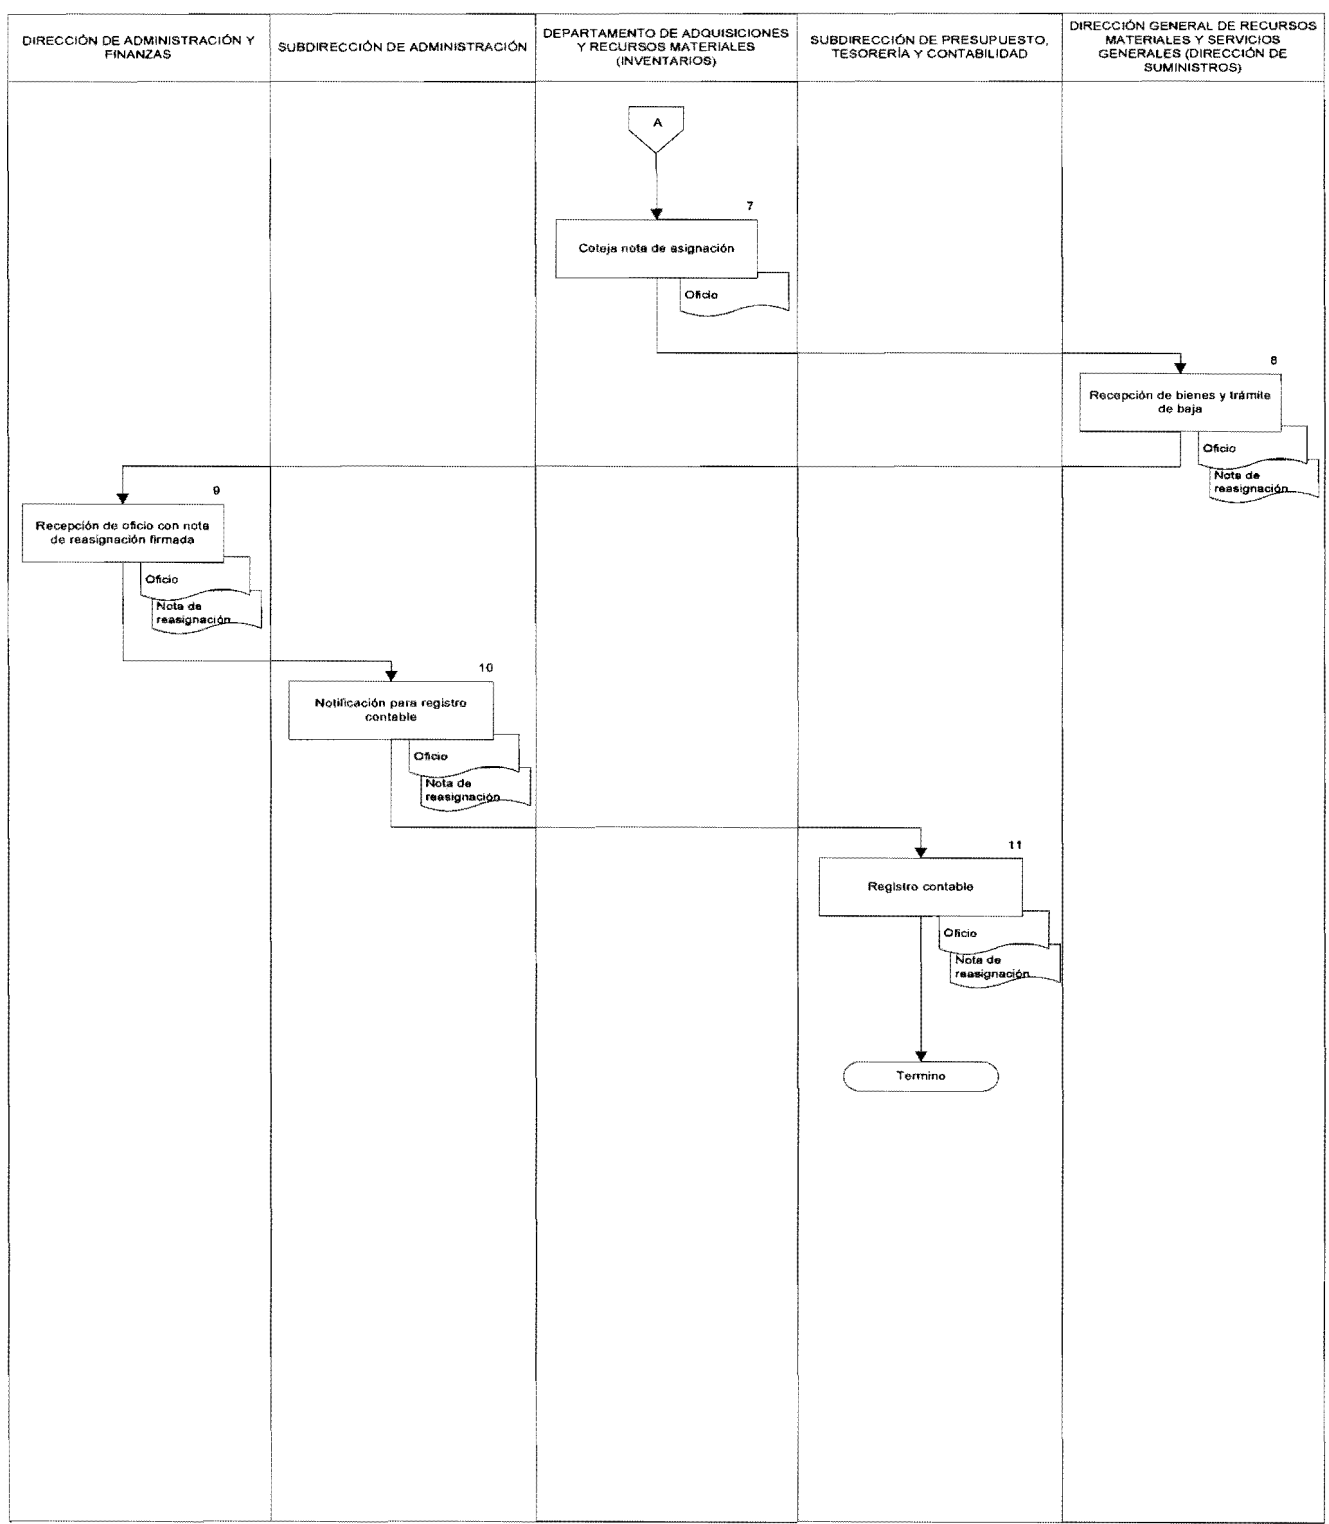 DIRECCIÓN DE ADMINISTRACIÓN Y
FINANZAS
SUBDIRECCIÓN DE ADMINISTRACIÓN
DEPARTAMENTO DE ADQUISICIONES
Y RECURSOS MATERIALES
(INVENTARIOS)
SUBDIRECCIÓN DE PRESUPUESTO,
TESORERÍA Y CONTABILIDAD
DIRECCIÓN GENERAL DE RECURSOS
MATERIALES Y SERVICIOS
GENERALES (DIRECCIÓN DE
SUMINISTROS)
A
7
Coteja nota de asignación
Oficio
8
Recepción de bienes y trámite
de baja
Oficio
Nota de
reasignación
9
Recepción de oficio con nota
de reasignación firmada
Oficio
Nota de
reasignación
10
Notificación para registro
contable
Oficio
Nota de
reasignación
11
Registro contable
Oficio
Nota de
reasignación
Termino